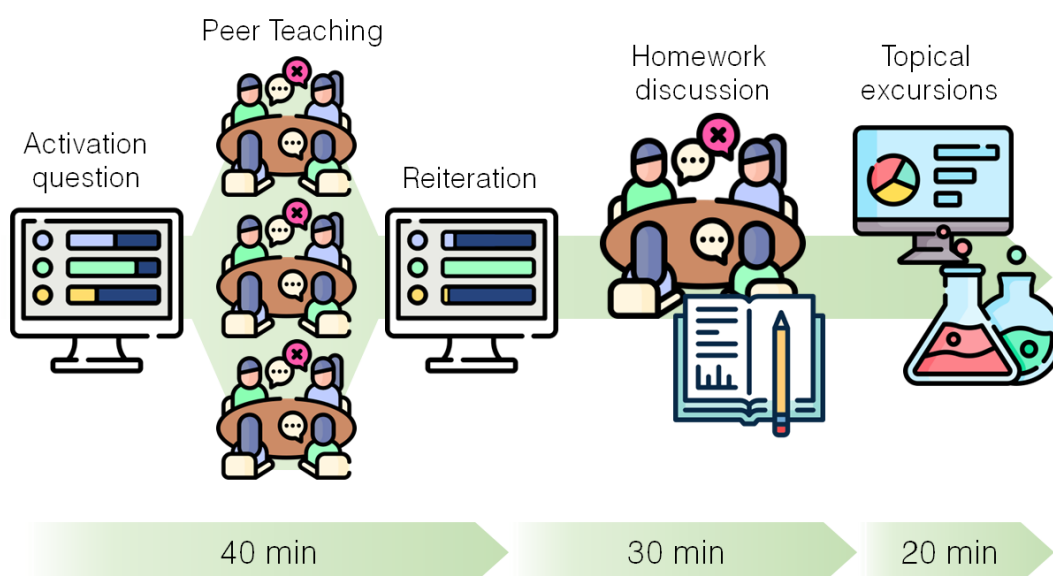 Activation
question
Peer Teaching
Reiteration
Homework
discussion
Topical
excursions
40 min
30 min
20 min